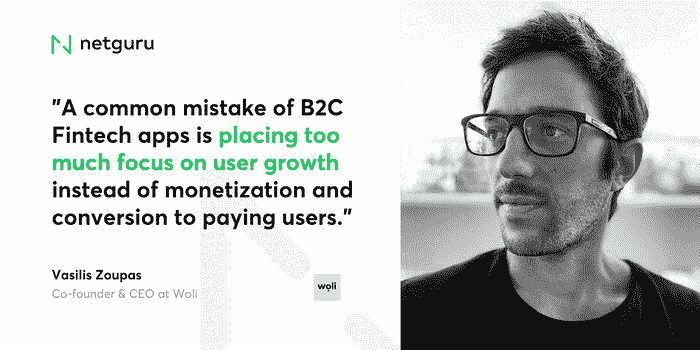 netguru
"A common mistake of B2C
Fintech apps is placing too
much focus on user growth
instead of monetization and
conversion to paying users."
Vasilis Zoupas
Co-founder & CEO at Woli
woli